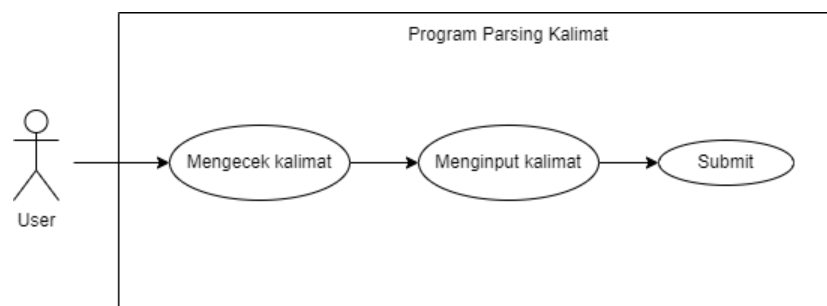 Program Parsing Kalimat
Mengecek kalimat
Menginput kalimat
Submit
User